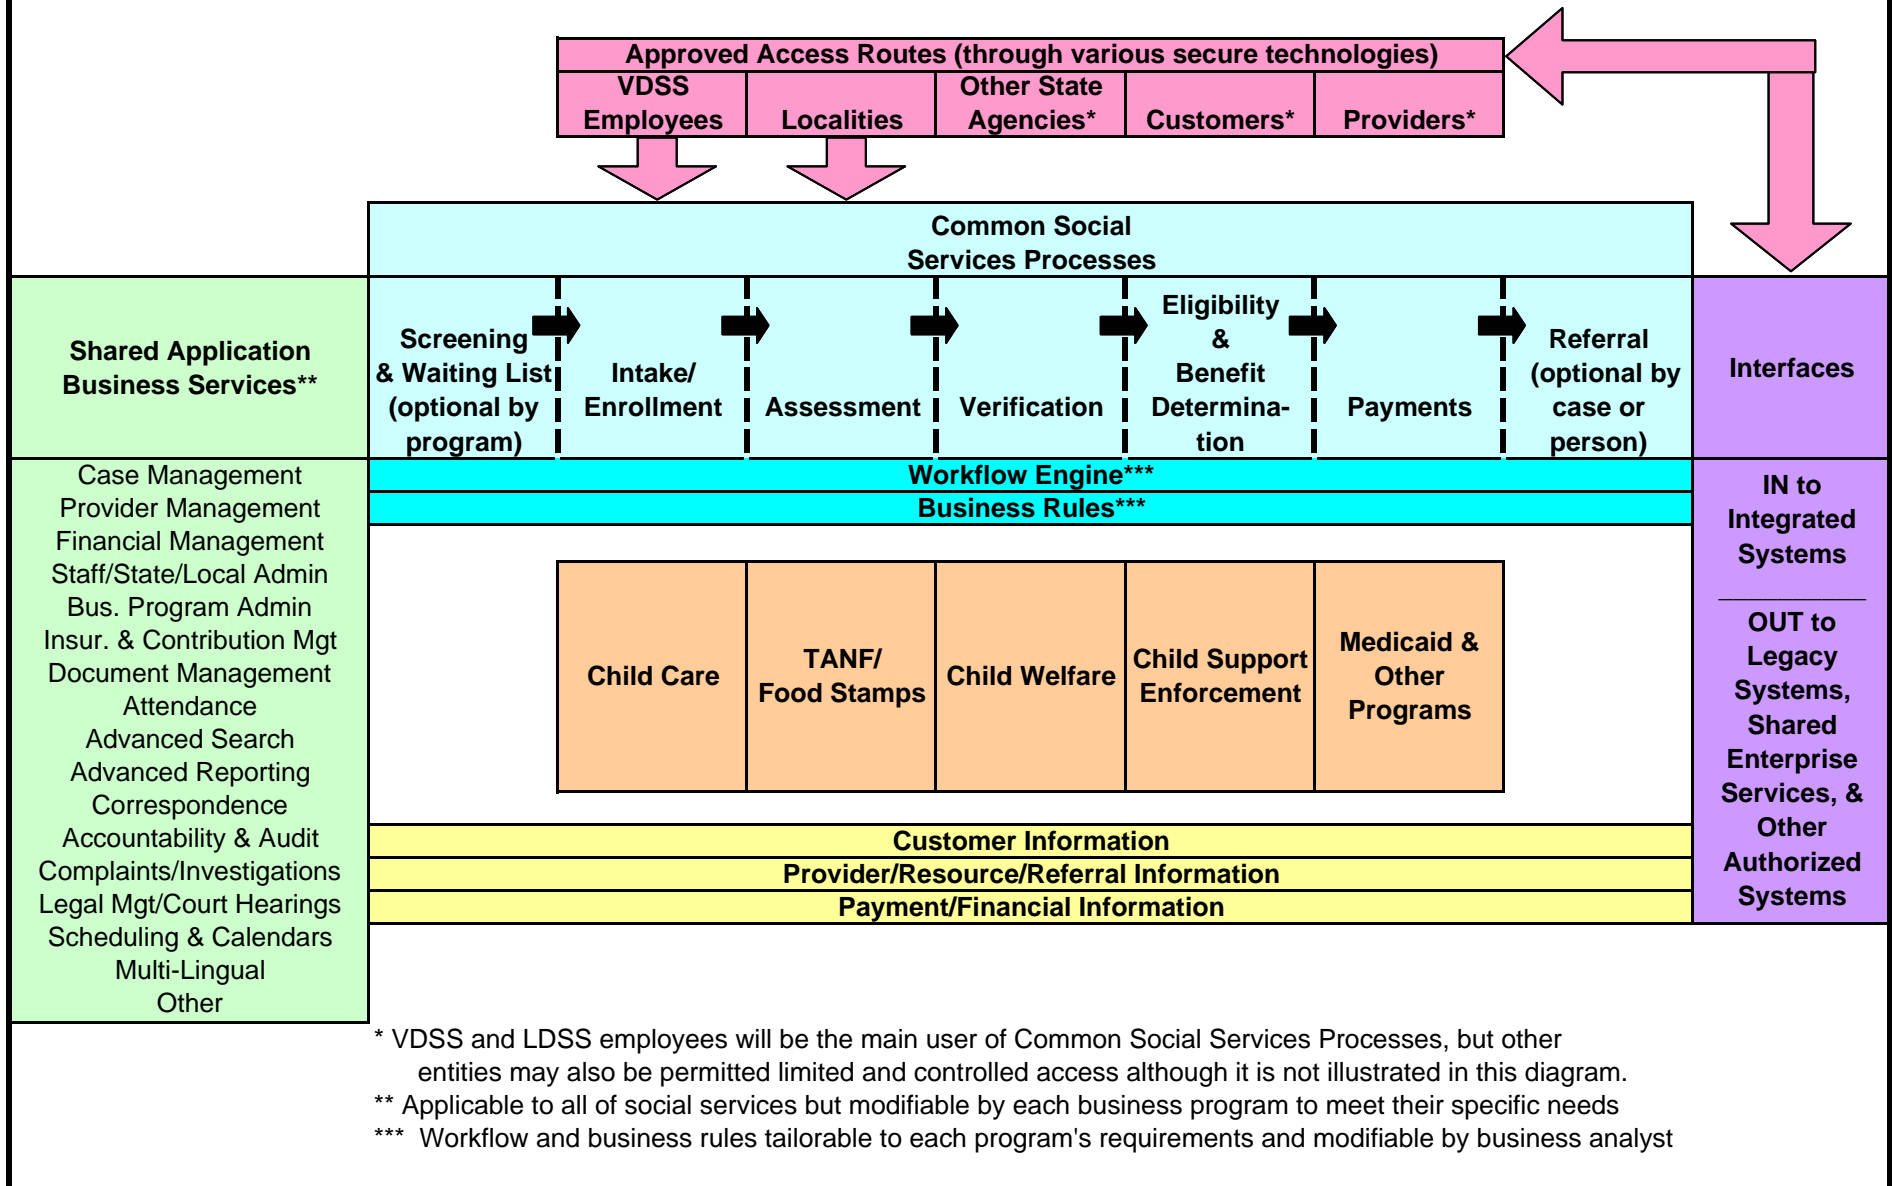 Approved Access Routes (through various secure technologies)
VDSS
Employees
Localities
Other State
Agencies*
Customers*
Providers*
Common Social
Services Processes
Shared Application
Business Services**
Screening
& Waiting List
(optional by
program)
Intake/
Enrollment
Assessment
Verification
Eligibility
&
Benefit
Determina-
tion
Payments
Referral
(optional by
case or
person)
Interfaces
Workflow Engine***
Business Rules***
Case Management
Provider Management
Financial Management
Staff/State/Local Admin
Bus. Program Admin
Insur. & Contribution Mgt
Document Management
Attendance
Advanced Search
Advanced Reporting
Correspondence
Accountability & Audit
Complaints/Investigations
Legal Mgt/Court Hearings
Scheduling & Calendars
Multi-Lingual
Other
Child Care
TANF/
Food Stamps
Child Welfare
Child Support
Enforcement
Medicaid &
Other
Programs
IN to
Integrated
Systems
OUT to
Legacy
Systems,
Shared
Enterprise
Services, &
Other
Authorized
Systems
Customer Information
Provider/Resource/Referral Information
Payment/Financial Information
* VDSS and LDSS employees will be the main user of Common Social Services Processes, but other
entities may also be permitted limited and controlled access although it is not illustrated in this diagram.
** Applicable to all of social services but modifiable by each business program to meet their specific needs
*** Workflow and business rules tailorable to each program's requirements and modifiable by business analyst